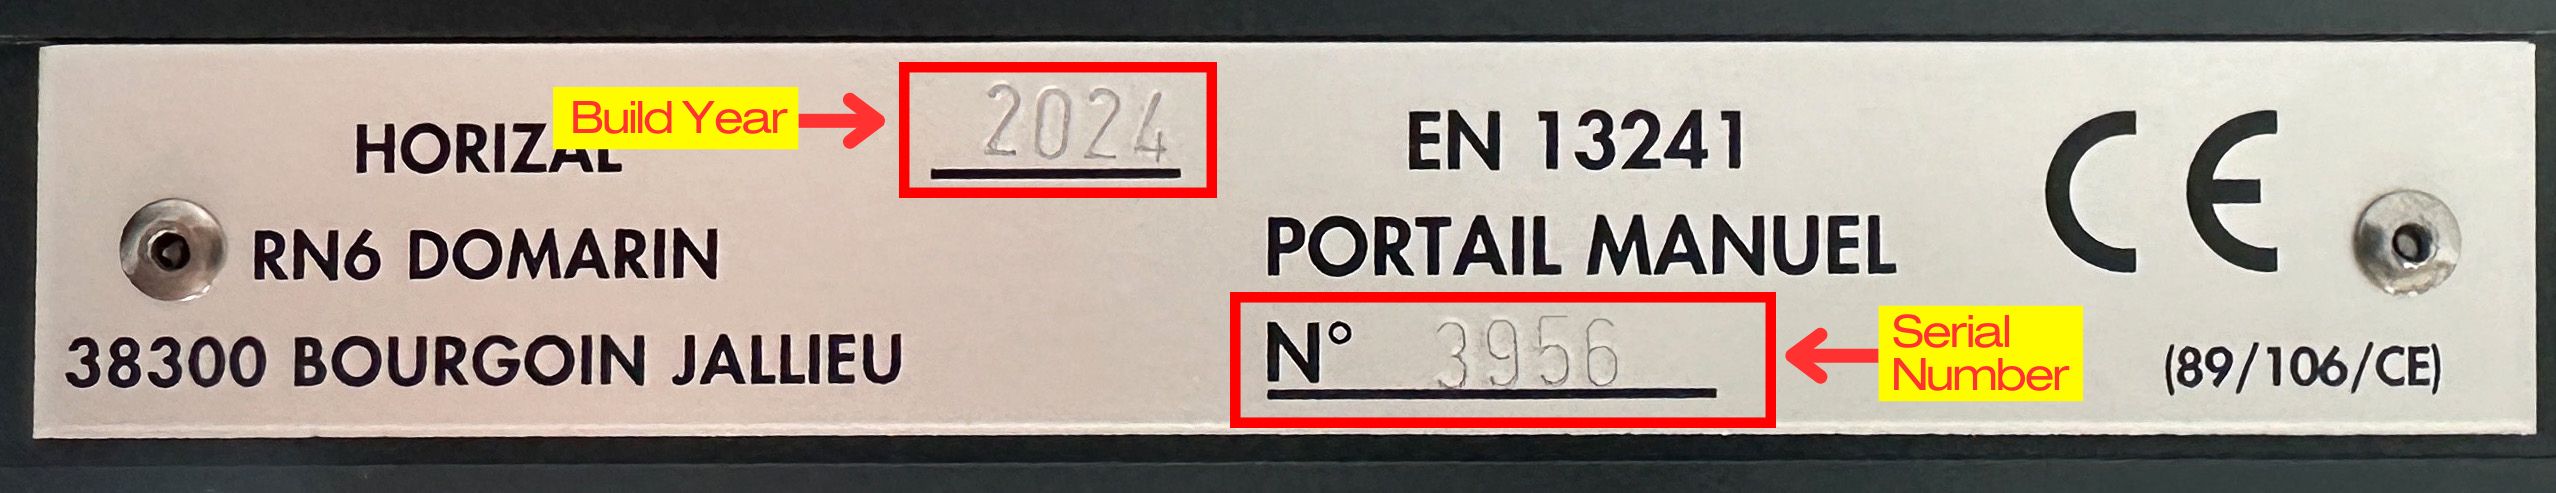 HORIZAL
Build Year
2024
RN6 DOMARIN
38300 BOURGOIN JALLIEU
EN 13241
PORTAIL MANUEL
N° 3956
Serial
Number
CE
(89/106/CE)